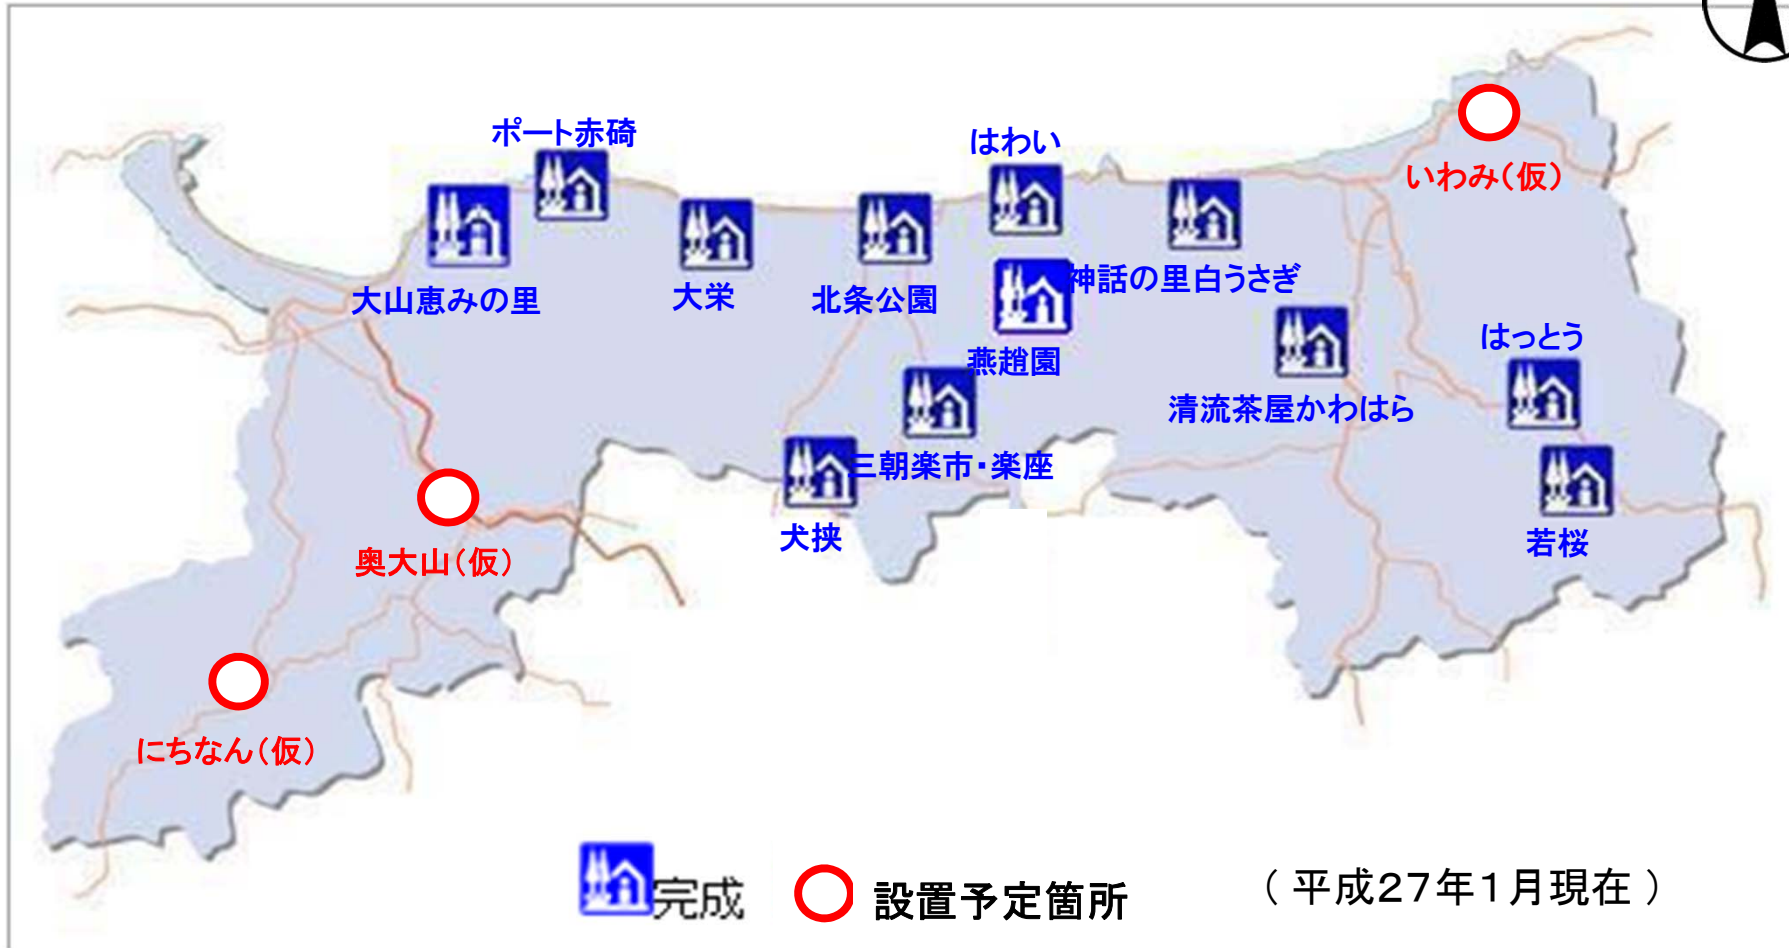 ポート赤碕
はわい
いわみ（仮）
大山恵みの里
大栄
北条公園
神話の里白うさぎ
燕趙園
はっとう
清流茶屋かわはら
三朝楽市・楽座
犬挟
若桜
奥大山（仮）
にちなん（仮）
完成
設置予定箇所
（ 平成２７年１月現在 ）